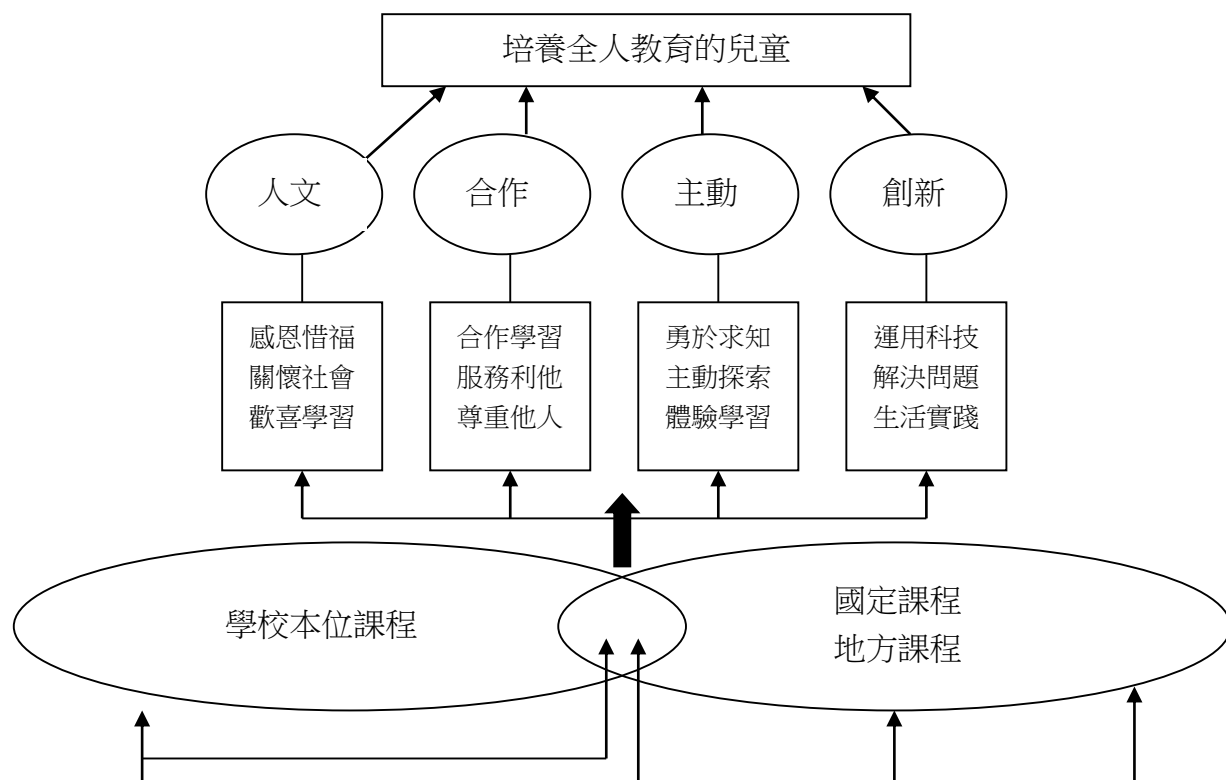 培養全人教育的兒童
人文
合作
主動
創新
感恩惜福
關懷社會
歡喜學習
合作學習
服務利他
尊重他人
勇於求知
主動探索
體驗學習
運用科技
解決問題
生活實踐
學校本位課程
國定課程
地方課程